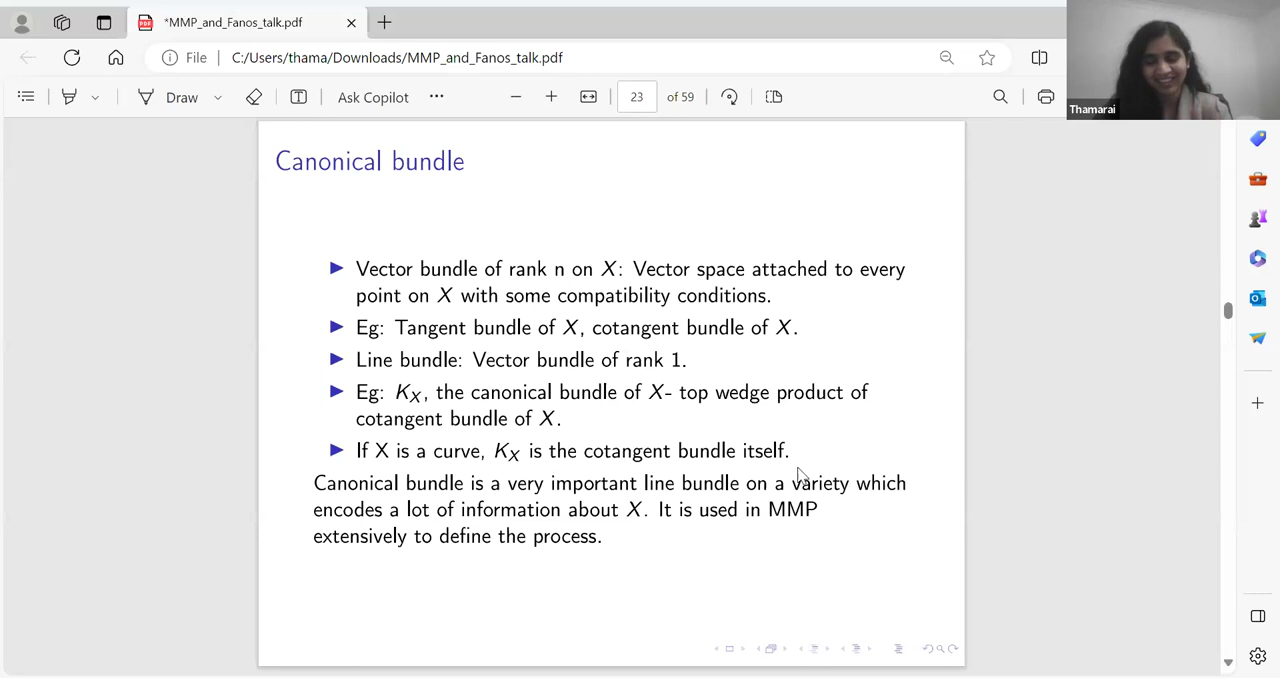 *MMP_and_Fanos_talk.pdf
File
C:/Users/thama/Downloads/MMP_and_Fanos_talk.pdf
Draw
Ask Copilot
23 of 59
Thamarai
Canonical bundle
Vector bundle of rank n on X: Vector space attached to every
point on X with some compatibility conditions.
Eg: Tangent bundle of X, cotangent bundle of X.
Line bundle: Vector bundle of rank 1.
Eg: K_X, the canonical bundle of X- top wedge product of
cotangent bundle of X.
If X is a curve, K_X is the cotangent bundle itself.
Canonical bundle is a very important line bundle on a variety which
encodes a lot of information about X. It is used in MMP
extensively to define the process.